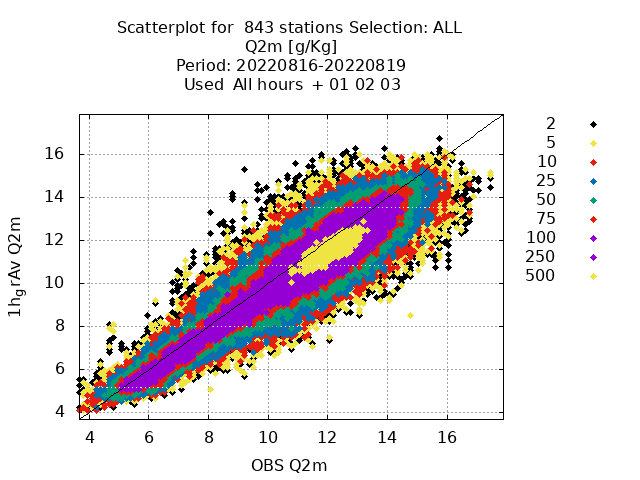 Scatterplot for  843 stations Selection: ALL
Q2m [g/Kg]
Period: 20220816-20220819
Used  All hours  + 01 02 03
2
5
10
25
50
75
100
250
500
16
14
12
10
8
6
4
1h_grAv Q2m
4 6 8 10 12 14 16
OBS Q2m